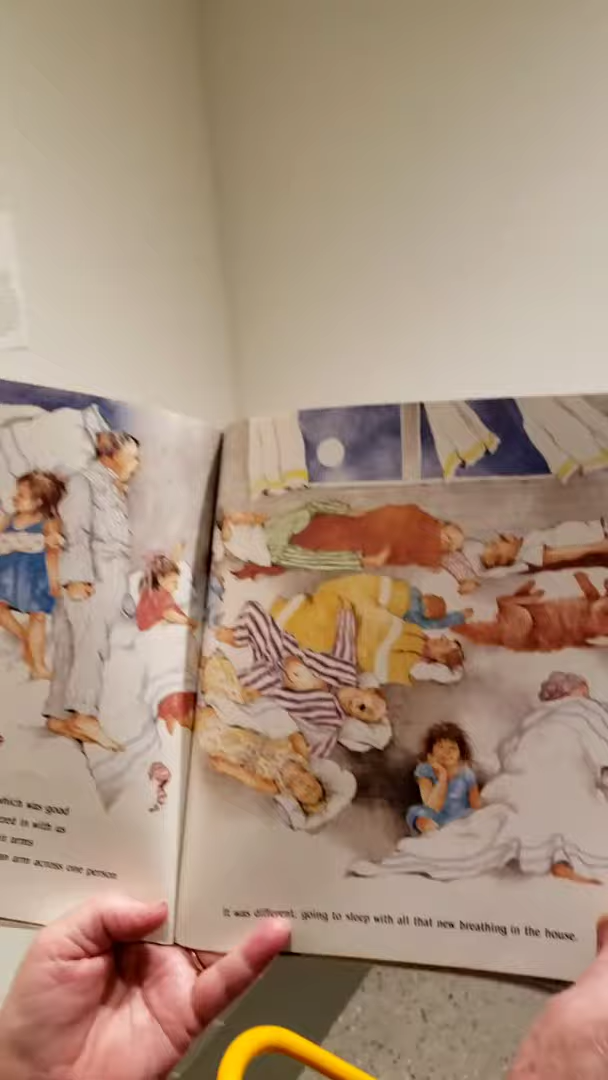 which was good
in with us
arms
an arm across one person
It was different, going to sleep with all that new breathing in the house.